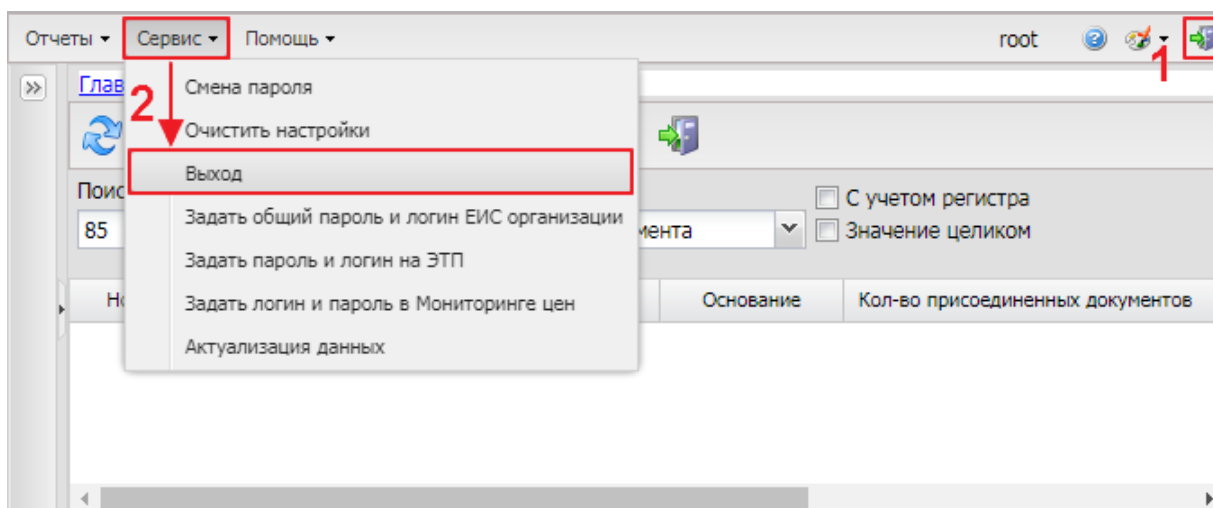 Отчеты Сервис Помощь root
1
Глав
2
Смена пароля
Очистить настройки
Выход
Задать общий пароль и логин ЕИС организации
Задать пароль и логин на ЭТП
Задать логин и пароль в Мониторинге цен
Актуализация данных
С учетом регистра
85
Значение целиком
Основание Кол-во присоединенных документов